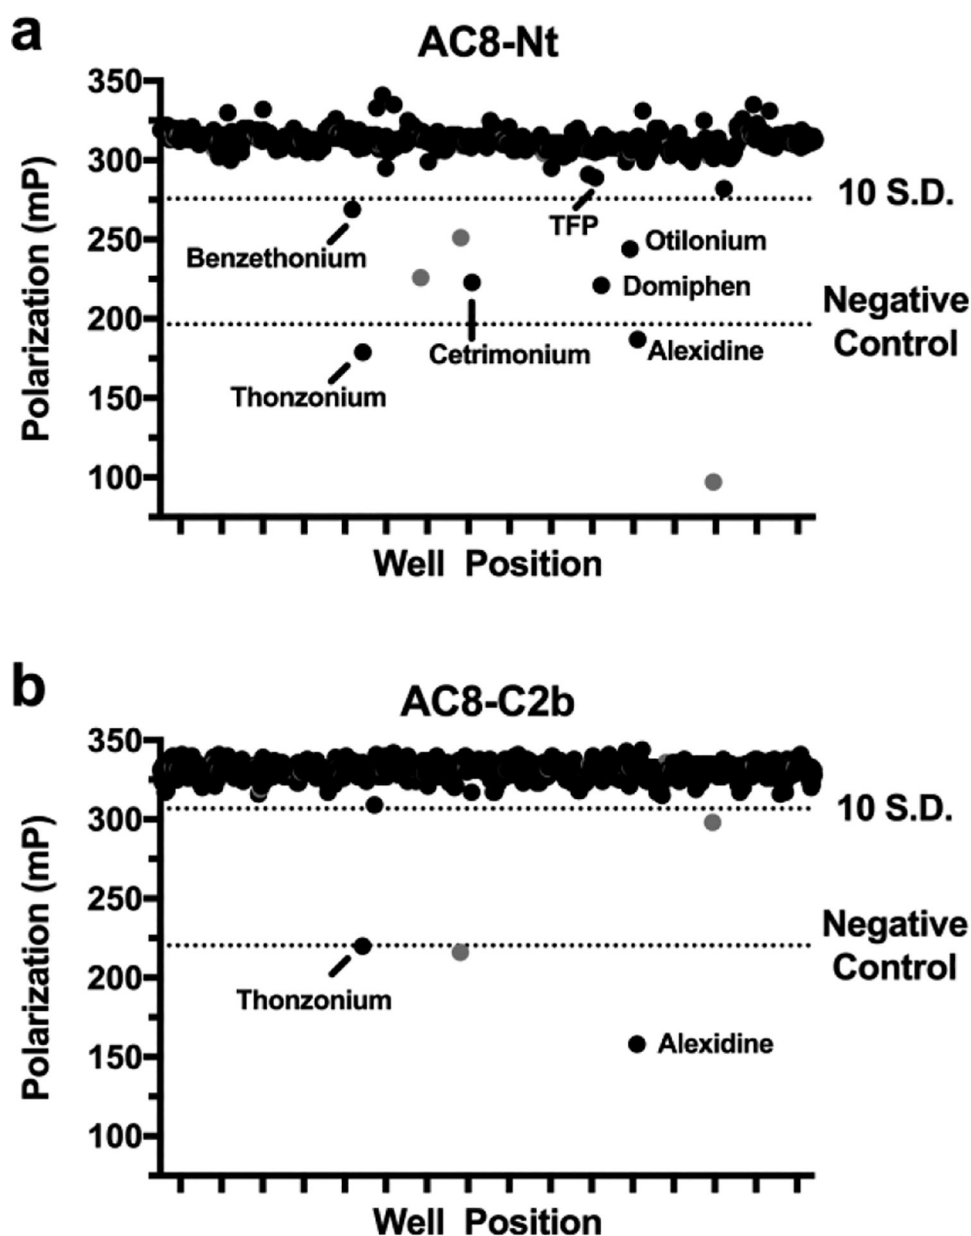 a
AC8-Nt
350
300
250
200
150
100
Polarization (mP)
10 S.D.
TFP
Otilonium
Benzethonium
Domiphen
Negative
Control
Cetrimonium
Alexidine
Thonzonium
Well Position
b
AC8-C2b
350
300
250
200
150
100
Polarization (mP)
10 S.D.
Negative
Control
Thonzonium
Alexidine
Well Position